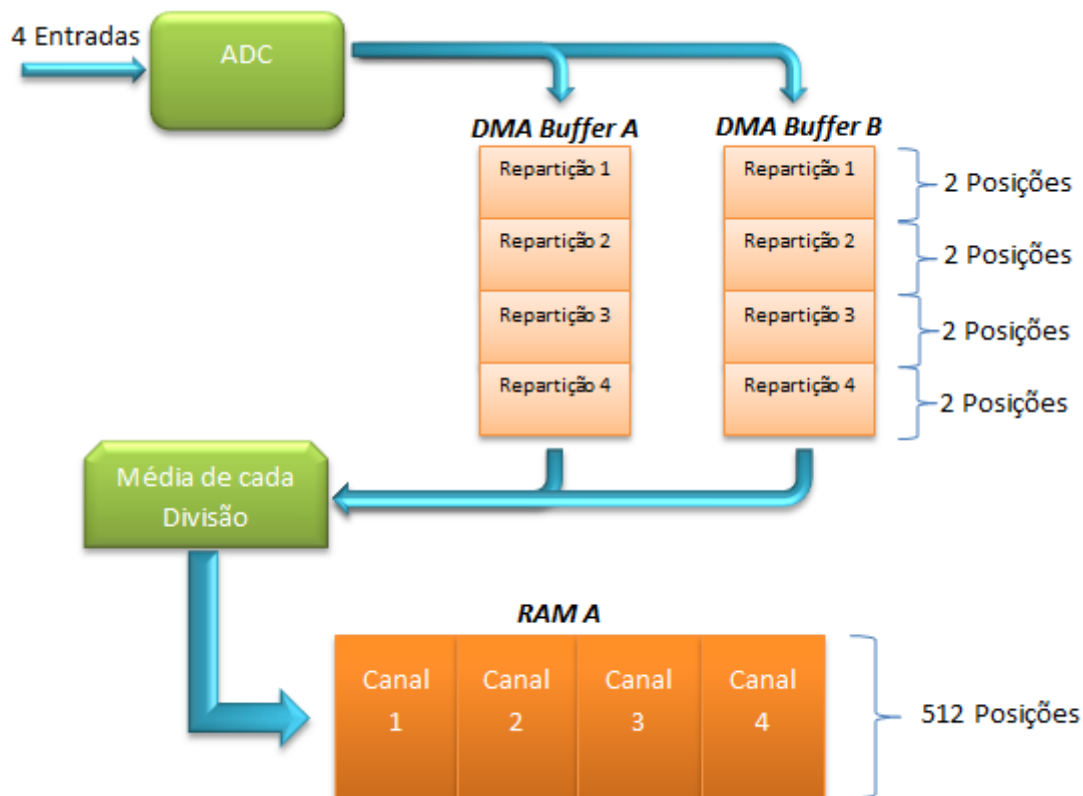 4 Entradas
ADC
DMA Buffer A
DMA Buffer B
Repartição 1
Repartição 1
2 Posições
Repartição 2
Repartição 2
2 Posições
Repartição 3
Repartição 3
2 Posições
Repartição 4
Repartição 4
2 Posições
Média de cada
Divisão
RAM A
Canal
1
Canal
2
Canal
3
Canal
4
512 Posições